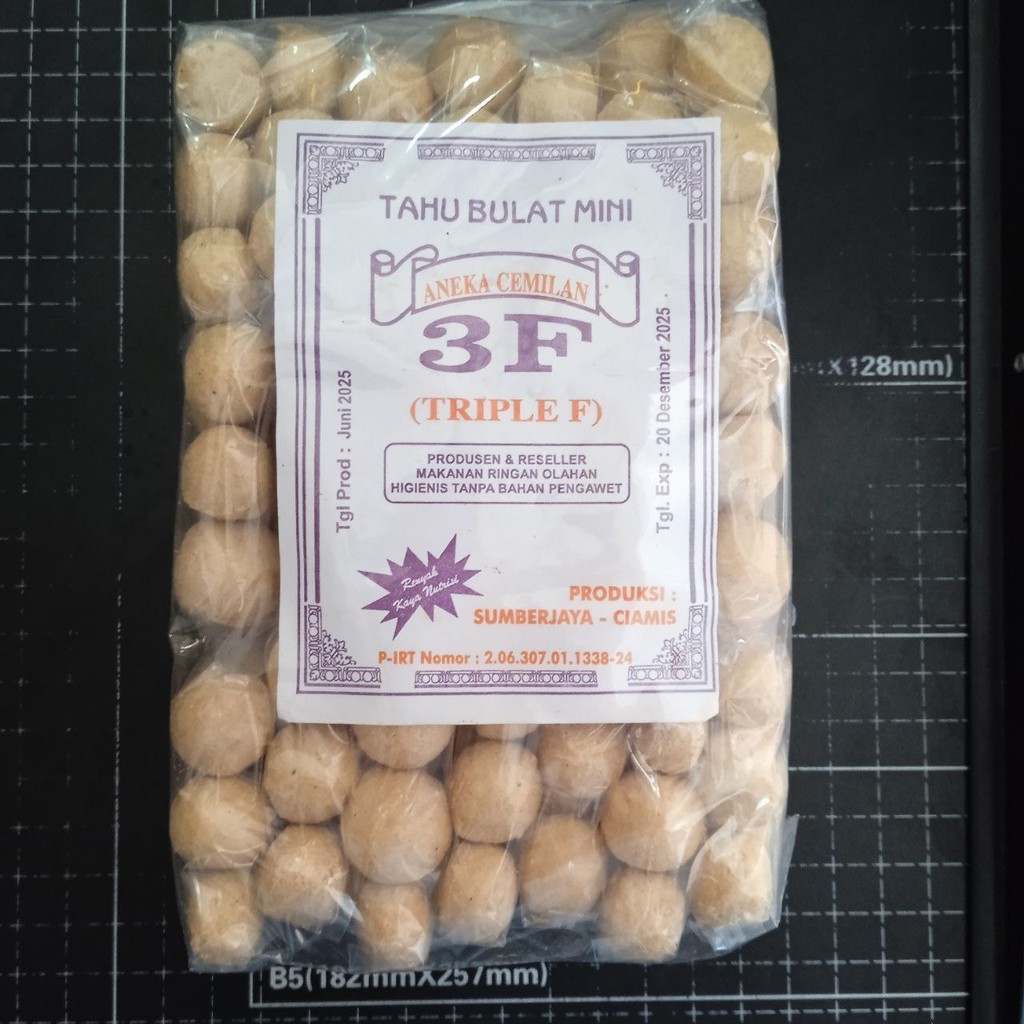 TAHU BULAT MINI
ANEKA CEMILAN
3F
(TRIPLE F)
PRODUSEN & RESELLER
MAKANAN RINGAN OLAHAN
HIGIENIS TANPA BAHAN PENGAWET
Tgl Prod : Juni 2025
Tgl. Exp : 20 Desember 2025
Renyah
Kaya Nutrisi
PRODUKSI :
SUMBERJAYA - CIAMIS
P-IRT Nomor : 2.06.307.01.1338-24
X128mm)
B5(182mmX257mm)